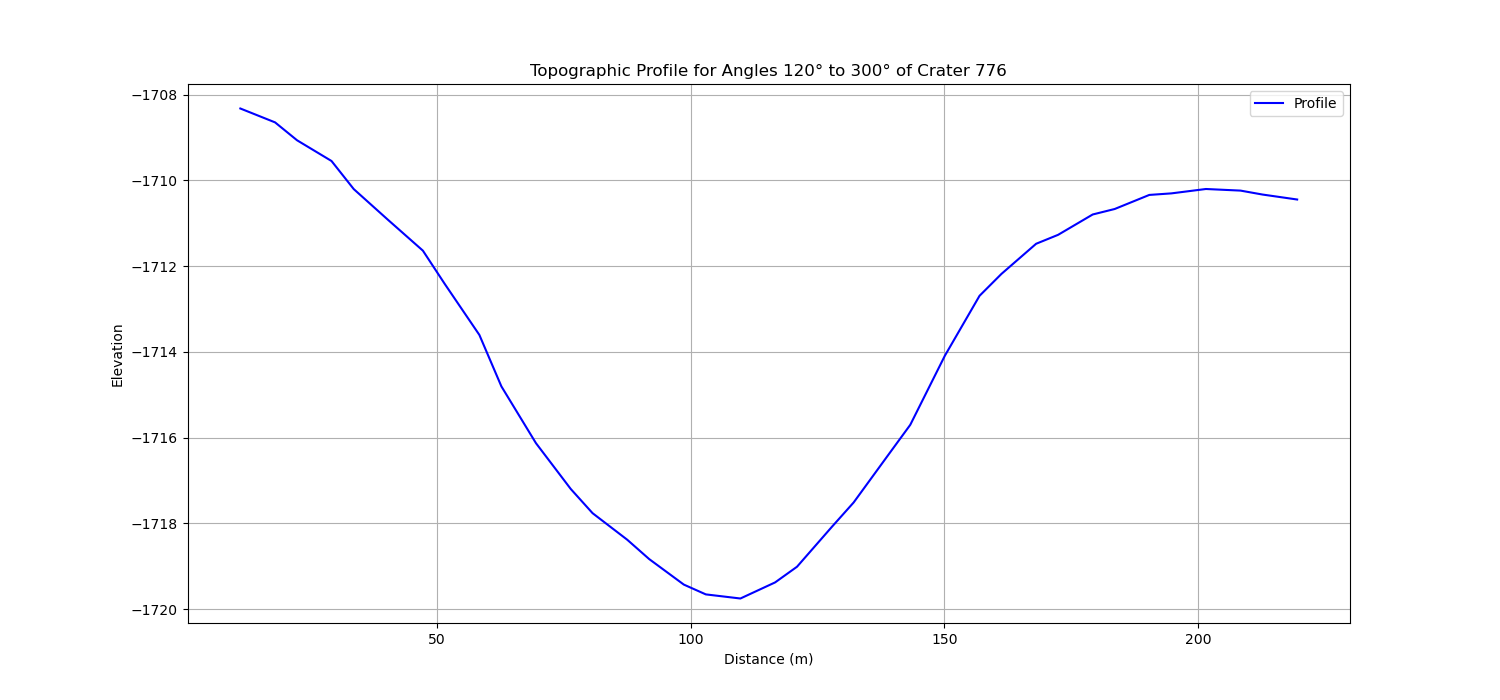 Topographic Profile for Angles 120° to 300° of Crater 776
Profile
−1708
−1710
−1712
−1714
−1716
−1718
−1720
Elevation
50
100
150
200
Distance (m)